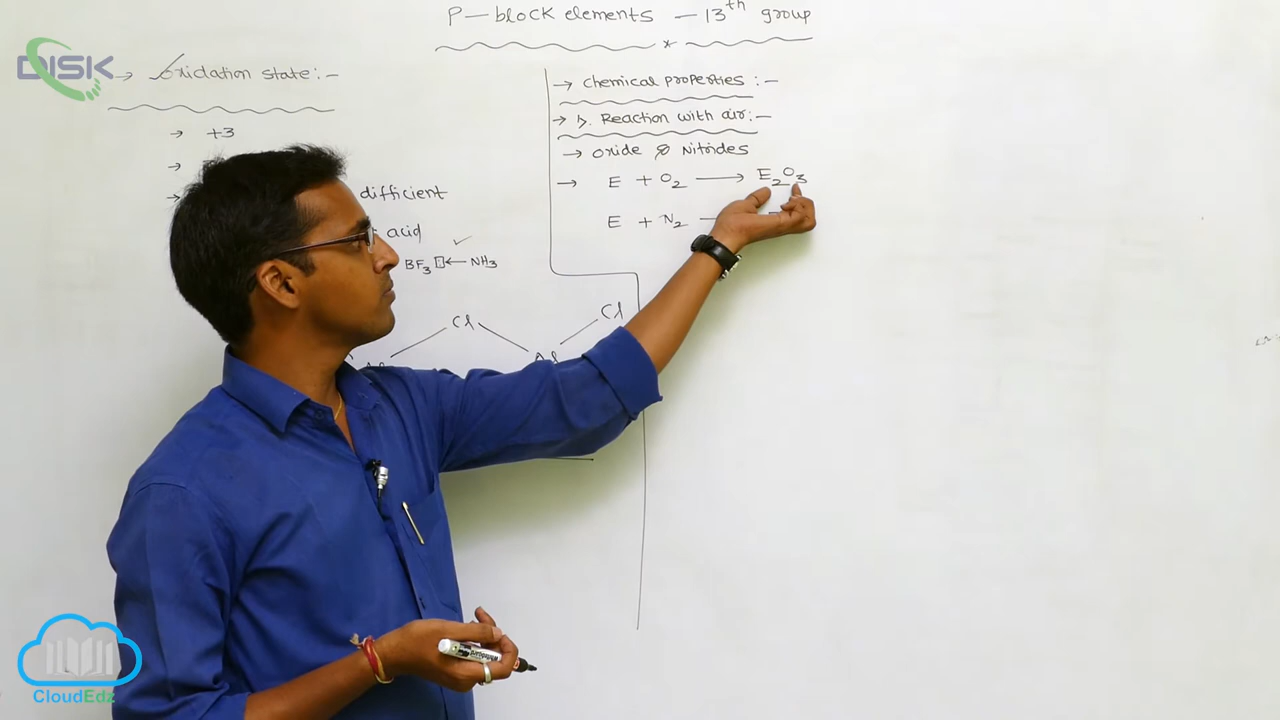 P-block elements - 13th group
DISK
→ Oxidation state:-
→ +3
→
→ difficient
acid
BF3 ← NH3
Cl
Cl
Al
→ Chemical properties:-
→ 1). Reaction with air:-
→ Oxide & Nitrides
→ E + O2 → E2O3
E + N2 →
CloudEdz